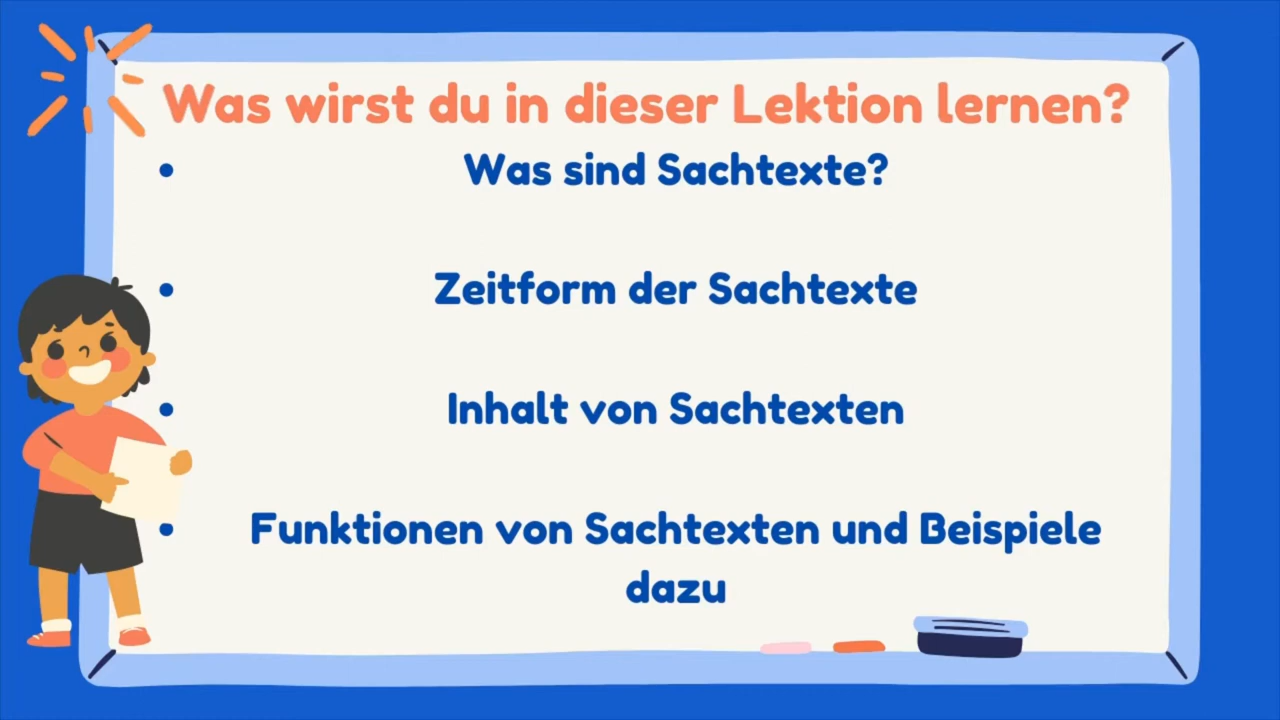 Was wirst du in dieser Lektion lernen?
• Was sind Sachtexte?
• Zeitform der Sachtexte
• Inhalt von Sachtexten
• Funktionen von Sachtexten und Beispiele
dazu